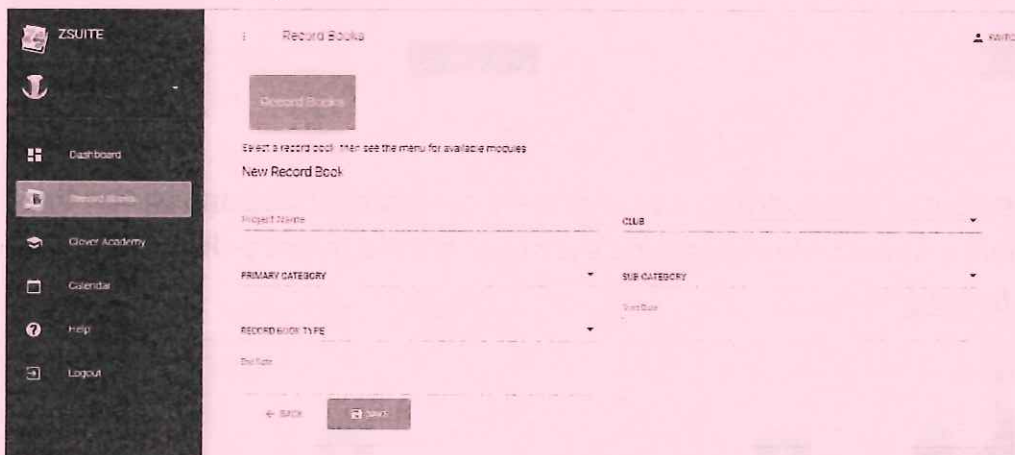 ZSUITE
Record Books
Record Books
Select a record book then see the menu for available modules
New Record Book
Dashboard
Record Books
Clover Academy
Calendar
Help
Logout
Project Name
CLUB
PRIMARY CATEGORY
SUB CATEGORY
Start Date
RECORD BOOK TYPE
End Date
← BACK
SAVE